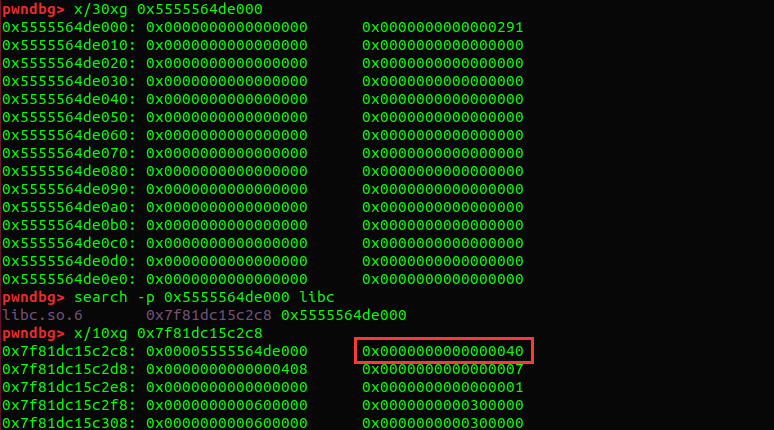 pwndbg> x/30xg 0x5555564de000
0x5555564de000: 0x0000000000000000 0x0000000000000291
0x5555564de010: 0x0000000000000000 0x0000000000000000
0x5555564de020: 0x0000000000000000 0x0000000000000000
0x5555564de030: 0x0000000000000000 0x0000000000000000
0x5555564de040: 0x0000000000000000 0x0000000000000000
0x5555564de050: 0x0000000000000000 0x0000000000000000
0x5555564de060: 0x0000000000000000 0x0000000000000000
0x5555564de070: 0x0000000000000000 0x0000000000000000
0x5555564de080: 0x0000000000000000 0x0000000000000000
0x5555564de090: 0x0000000000000000 0x0000000000000000
0x5555564de0a0: 0x0000000000000000 0x0000000000000000
0x5555564de0b0: 0x0000000000000000 0x0000000000000000
0x5555564de0c0: 0x0000000000000000 0x0000000000000000
0x5555564de0d0: 0x0000000000000000 0x0000000000000000
0x5555564de0e0: 0x0000000000000000 0x0000000000000000
pwndbg> search -p 0x5555564de000 libc
libc.so.6 0x7f81dc15c2c8 0x5555564de000
pwndbg> x/10xg 0x7f81dc15c2c8
0x7f81dc15c2c8: 0x00005555564de000 0x0000000000000040
0x7f81dc15c2d8: 0x0000000000000408 0x0000000000000007
0x7f81dc15c2e8: 0x0000000000000000 0x0000000000000001
0x7f81dc15c2f8: 0x0000000000600000 0x0000000000300000
0x7f81dc15c308: 0x0000000000600000 0x0000000000300000